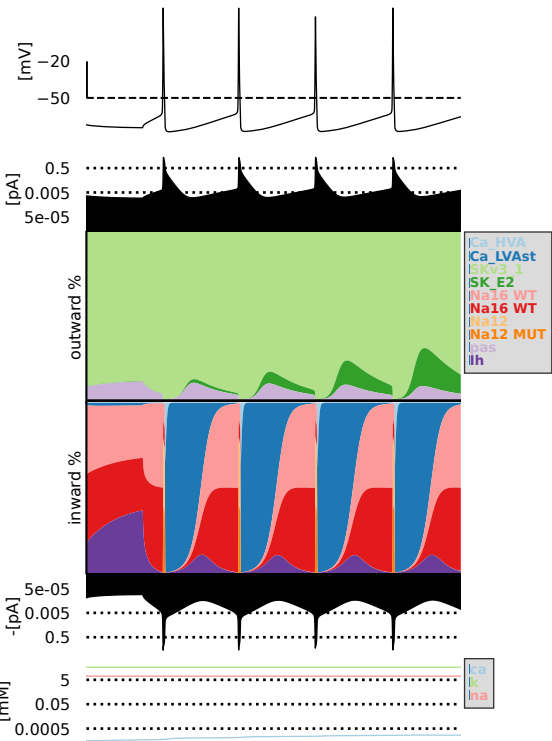 [mV]
−20
−50
[pA]
0.5
0.005
5e-05
outward %
Ca_HVA
Ca_LVAst
SKv3_1
SK_E2
Na16 WT
Na16 WT
Na12
Na12 MUT
pas
Ih
inward %
-[pA]
5e-05
0.005
0.5
[mM]
5
0.05
0.0005
ca
k
na